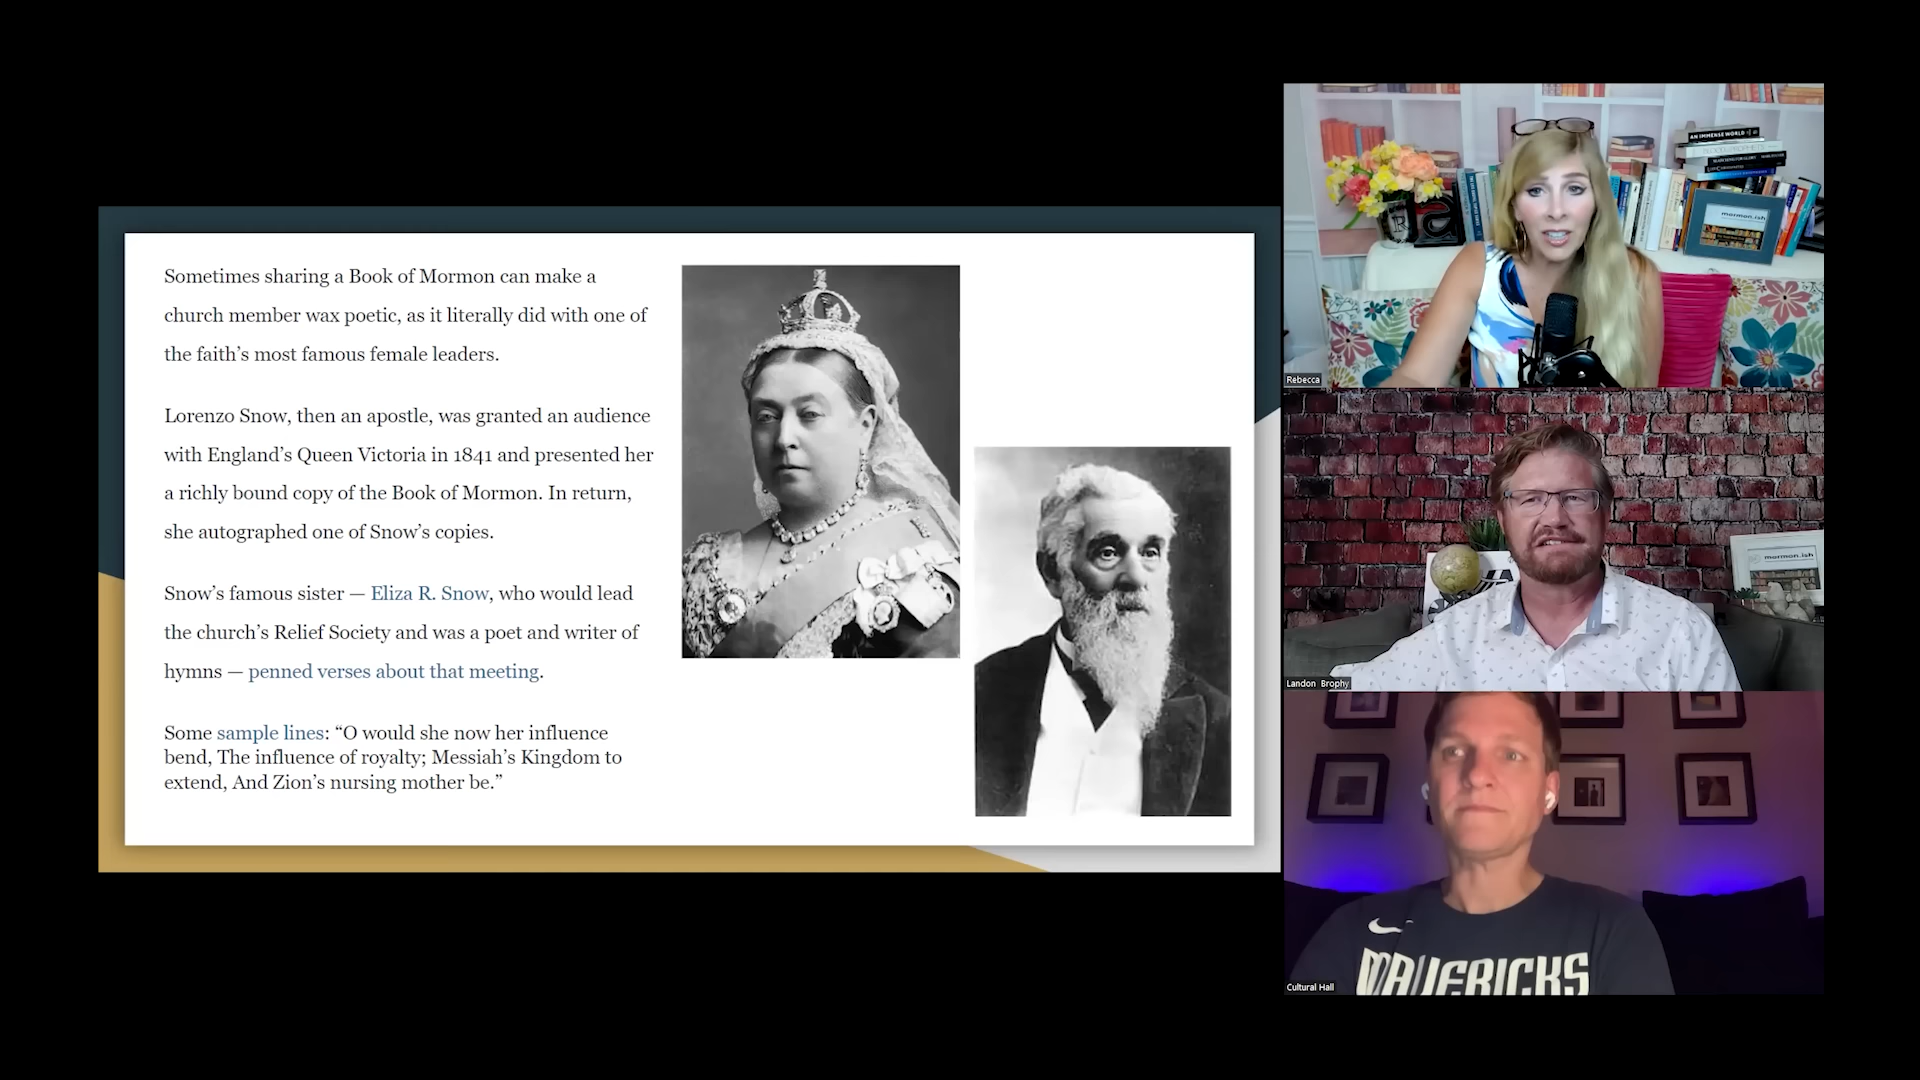 Sometimes sharing a Book of Mormon can make a
church member wax poetic, as it literally did with one of
the faith’s most famous female leaders.
Lorenzo Snow, then an apostle, was granted an audience
with England’s Queen Victoria in 1841 and presented her
a richly bound copy of the Book of Mormon. In return,
she autographed one of Snow’s copies.
Snow’s famous sister — Eliza R. Snow, who would lead
the church’s Relief Society and was a poet and writer of
hymns — penned verses about that meeting.
Some sample lines: “O would she now her influence
bend, The influence of royalty; Messiah’s Kingdom to
extend, And Zion’s nursing mother be.”
AN IMMENSE WORLD
R
a
mormon.ish
Rebecca
mormon.ish
Landon Brophy
MAVERICKS
Cultural Hall